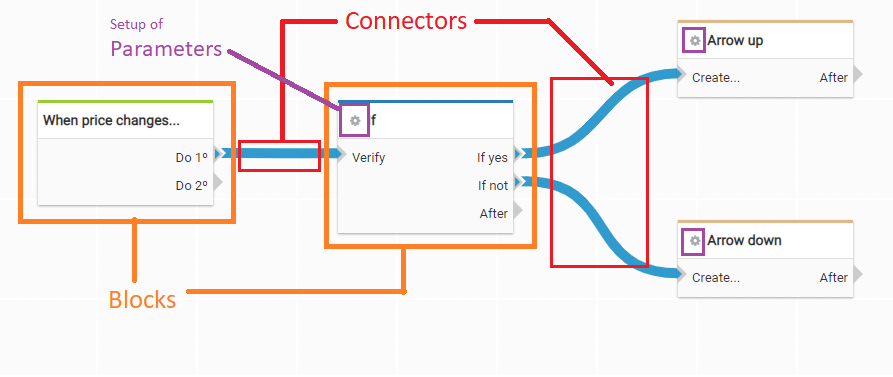 Setup of
Parameters
Connectors
Arrow up
Create...
After
When price changes...
Do 1º
Do 2º
f
Verify
If yes
If not
After
Arrow down
Create...
After
Blocks